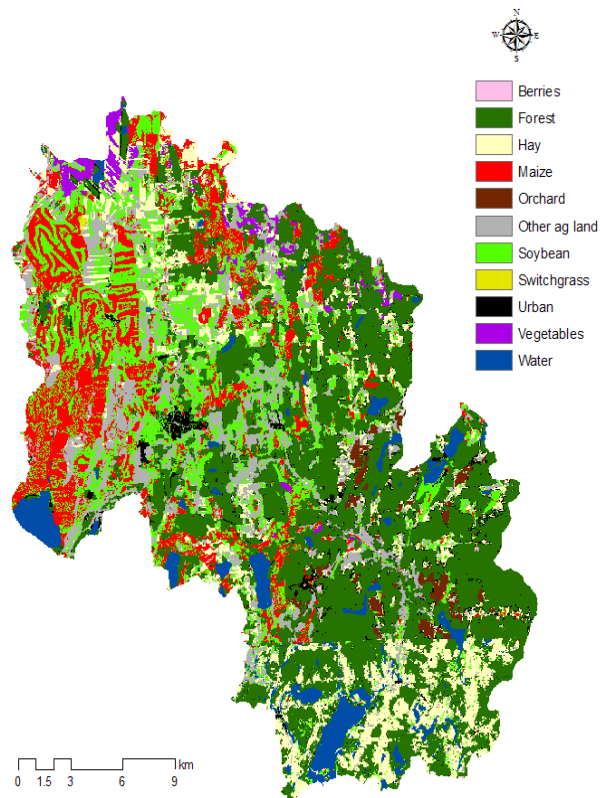 N
W E
S
Berries
Forest
Hay
Maize
Orchard
Other ag land
Soybean
Switchgrass
Urban
Vegetables
Water
km
0 1.5 3 6 9